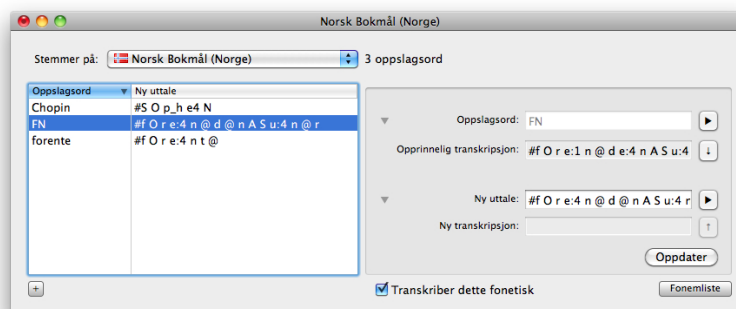 Norsk Bokmål (Norge)
Stemmer på: Norsk Bokmål (Norge) 3 oppslagsord
Oppslagsord Ny uttale
Chopin #S O p_h e4 N
FN #f O r e:4 n @ d @ n A S u:4 n @ r
forente #f O r e:4 n t @
Oppslagsord: FN
Opprinnelig transkripsjon: #f O r e:1 n @ d e:4 n A S u:4
Ny uttale: #f O r e:4 n @ d @ n A S u:4 r
Ny transkripsjon:
Oppdater
Transkriber dette fonetisk
Fonemliste